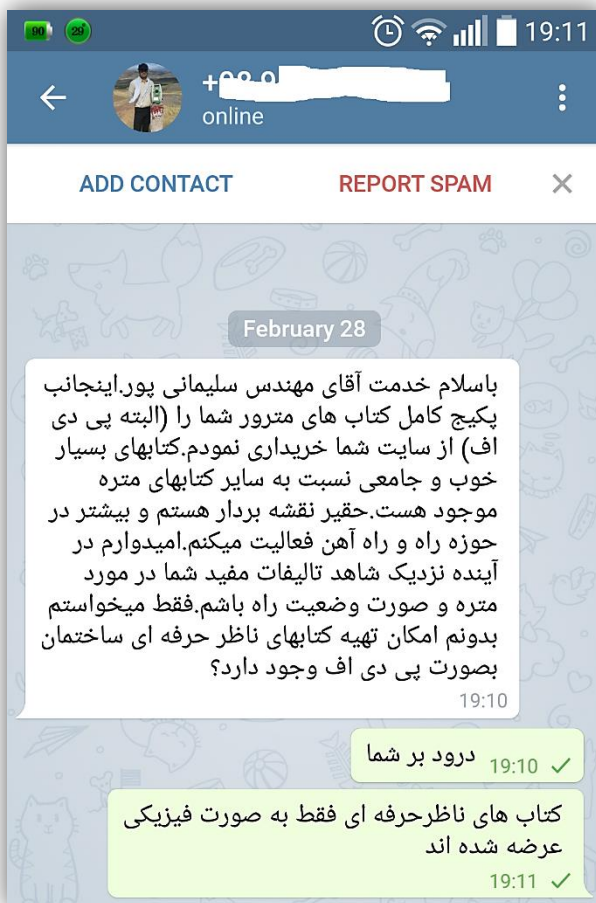 90
29°
19:11
online
ADD CONTACT
REPORT SPAM
February 28
باسلام خدمت آقای مهندس سلیمانی پور.اینجانب
پکیج کامل کتاب های مترور شما را (البته پی دی
اف) از سایت شما خریداری نمودم.کتابهای بسیار
خوب و جامعی نسبت به سایر کتابهای متره
موجود هست.حقیر نقشه بردار هستم و بیشتر در
حوزه راه و راه آهن فعالیت میکنم.امیدوارم در
آینده نزدیک شاهد تالیفات مفید شما در مورد
متره و صورت وضعیت راه باشم.فقط میخواستم
بدونم امکان تهیه کتابهای ناظر حرفه ای ساختمان
بصورت پی دی اف وجود دارد؟
19:10
درود بر شما
19:10
کتاب های ناظرحرفه ای فقط به صورت فیزیکی
عرضه شده اند
19:11